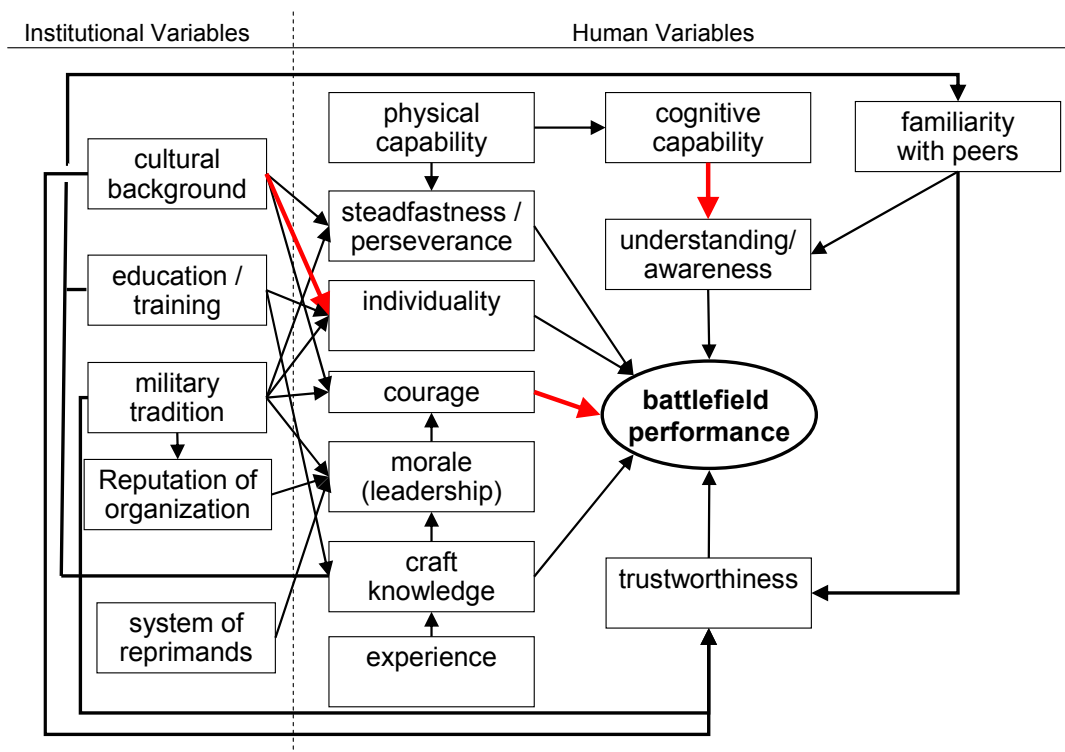 Institutional Variables
Human Variables
physical
capability
cognitive
capability
familiarity
with peers
cultural
background
steadfastness /
perseverance
understanding/
awareness
education /
training
individuality
military
tradition
courage
battlefield
performance
Reputation of
organization
morale
(leadership)
craft
knowledge
trustworthiness
system of
reprimands
experience